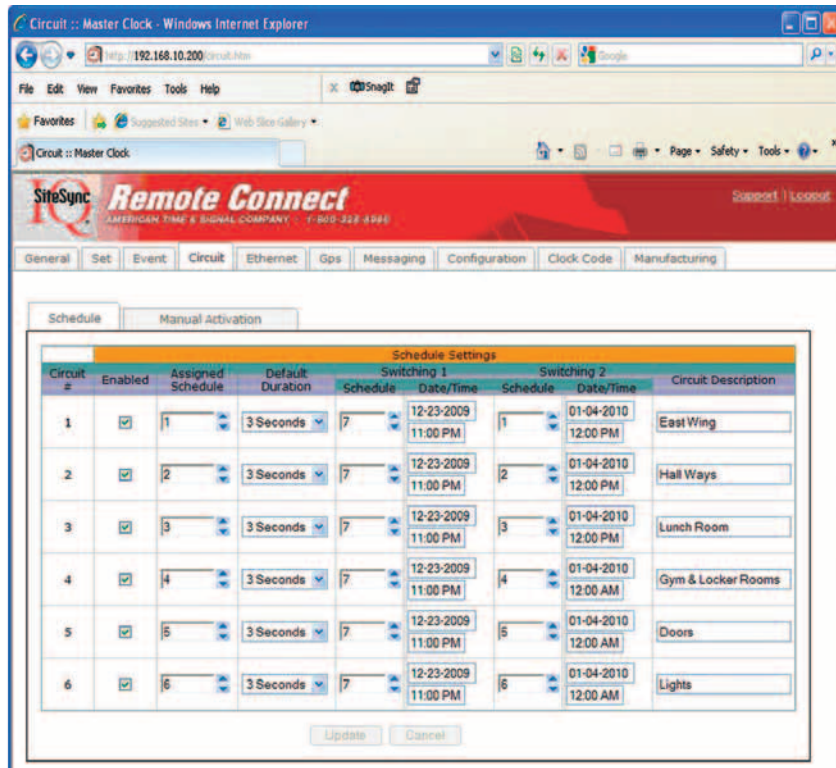 Circuit :: Master Clock - Windows Internet Explorer
http://192.168.10.200/circuit.htm
Google
File Edit View Favorites Tools Help
x SnagIt
Favorites Suggested Sites Web Slice Gallery
Circuit :: Master Clock
Page Safety Tools
SiteSync IQ
Remote Connect
Support | Logout
AMERICAN TIME & SIGNAL COMPANY
General Set Event Circuit Ethernet Gps Messaging Configuration Clock Code Manufacturing
Schedule Manual Activation
Schedule Settings
Circuit # Enabled Assigned Schedule Default Duration Switching 1 Switching 2 Circuit Description
Schedule Date/Time Schedule Date/Time
1 1 3 Seconds 7 12-23-2009 11:00 PM 1 01-04-2010 12:00 PM East Wing
2 2 3 Seconds 7 12-23-2009 11:00 PM 2 01-04-2010 12:00 PM Hall Ways
3 3 3 Seconds 7 12-23-2009 11:00 PM 3 01-04-2010 12:00 PM Lunch Room
4 4 3 Seconds 7 12-23-2009 11:00 PM 4 01-04-2010 12:00 AM Gym & Locker Rooms
5 5 3 Seconds 7 12-23-2009 11:00 PM 5 01-04-2010 12:00 AM Doors
6 6 3 Seconds 7 12-23-2009 11:00 PM 6 01-04-2010 12:00 AM Lights
Update Cancel